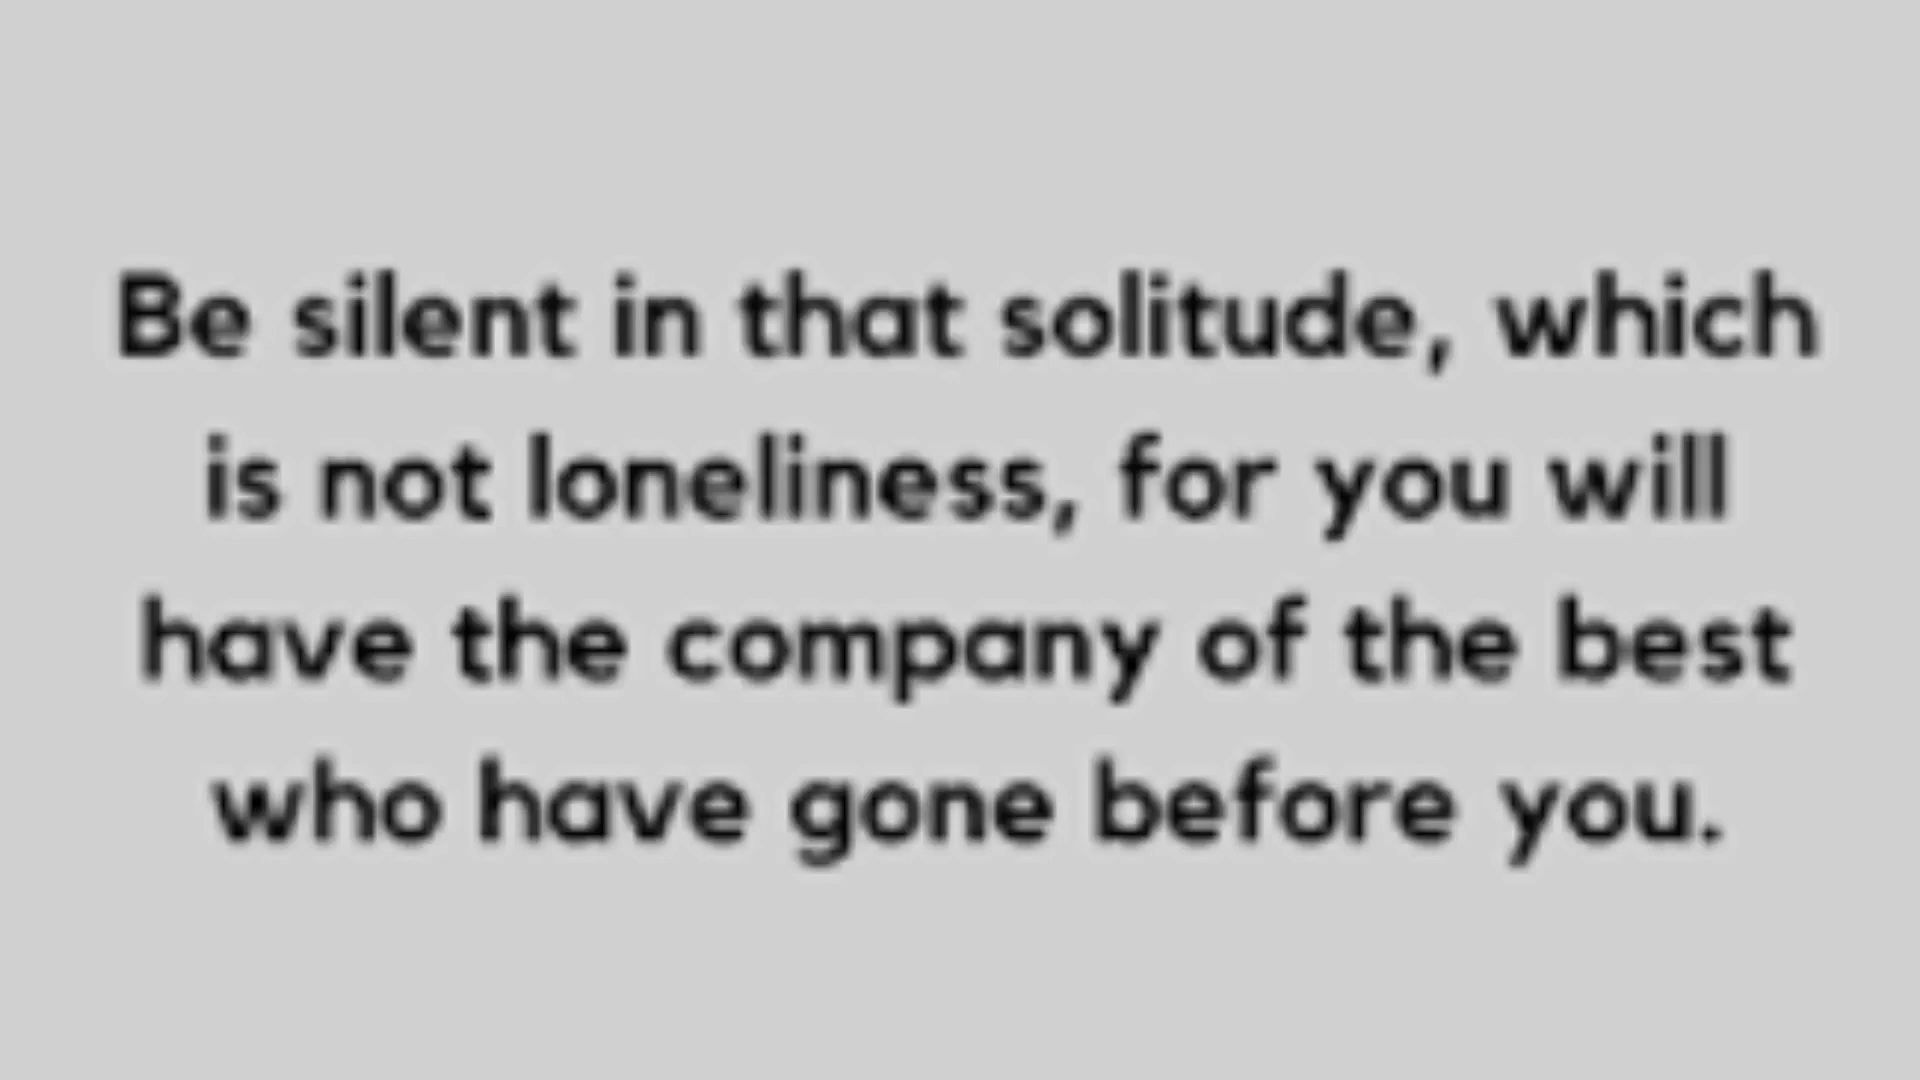 Be silent in that solitude, which
is not loneliness, for you will
have the company of the best
who have gone before you.